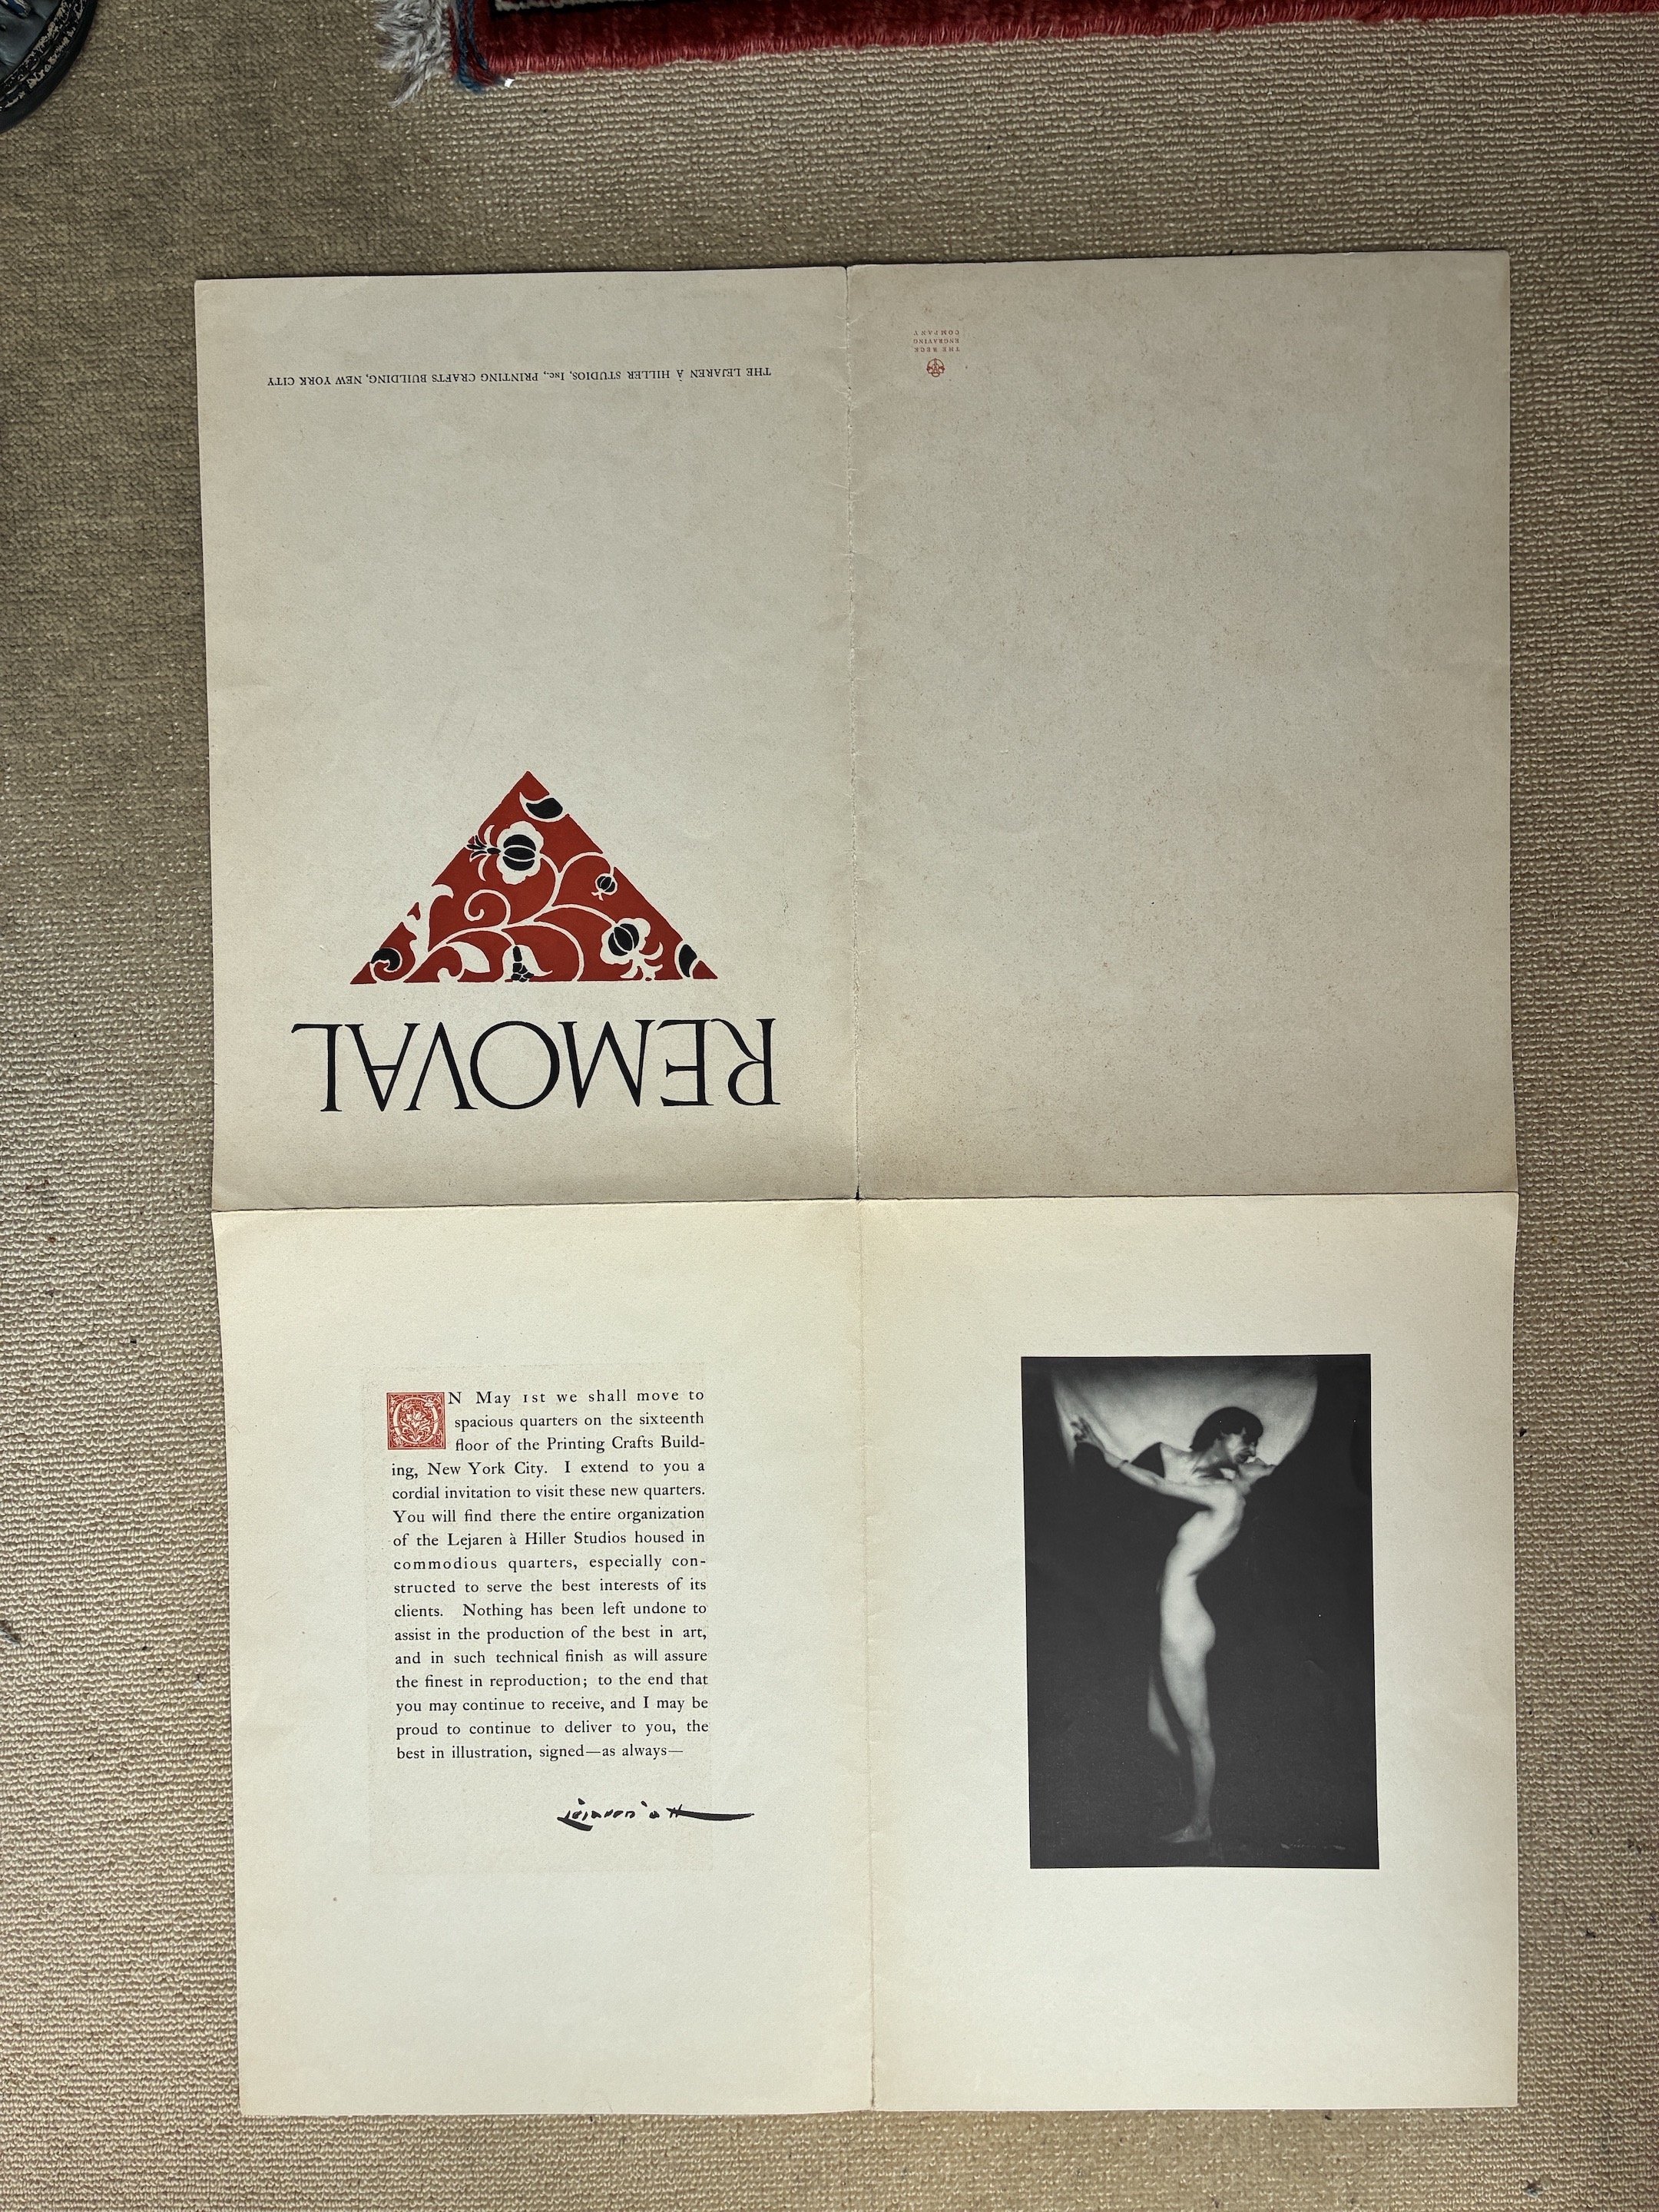 THE LEJAREN À HILLER STUDIOS, INC., PRINTING CRAFTS BUILDING, NEW YORK CITY
REMOVAL
THE BECK
ENGRAVING
COMPANY
ON May 1st we shall move to
spacious quarters on the sixteenth
floor of the Printing Crafts Build-
ing, New York City. I extend to you a
cordial invitation to visit these new quarters.
You will find there the entire organization
of the Lejaren à Hiller Studios housed in
commodious quarters, especially con-
structed to serve the best interests of its
clients. Nothing has been left undone to
assist in the production of the best in art,
and in such technical finish as will assure
the finest in reproduction; to the end that
you may continue to receive, and I may be
proud to continue to deliver to you, the
best in illustration, signed—as always—
Lejaren à H